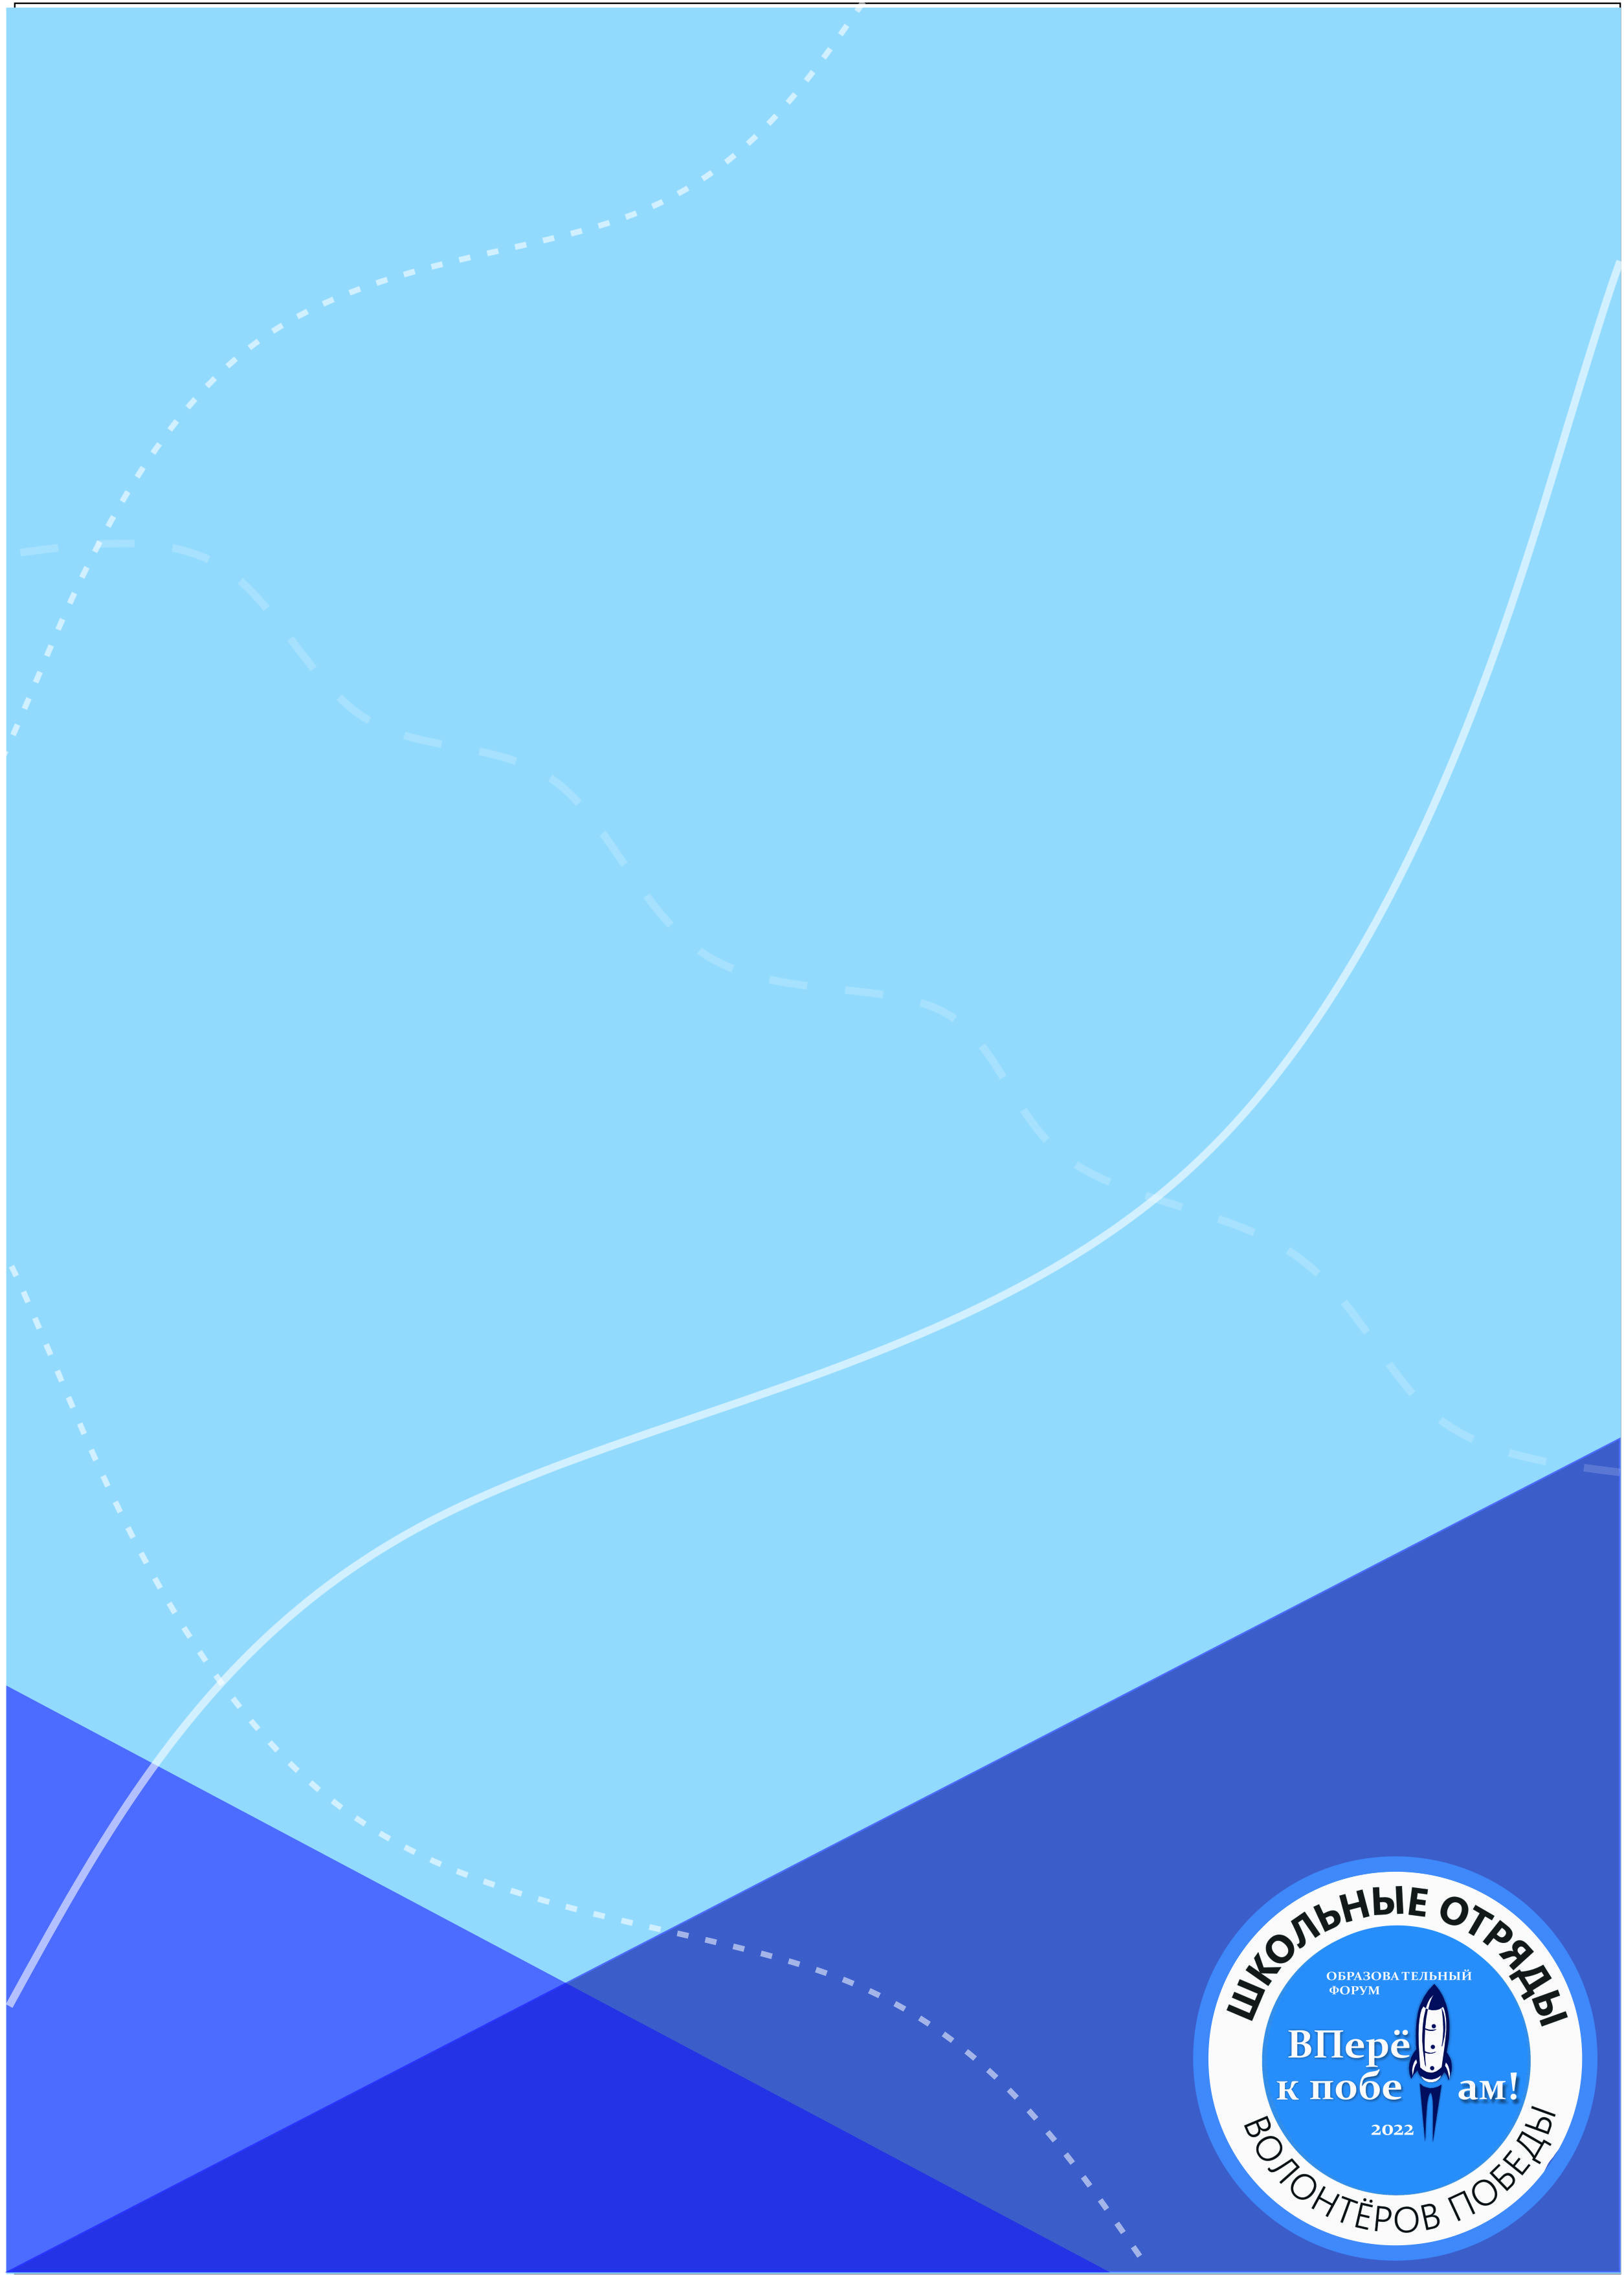 ШКОЛЬНЫЕ ОТРЯДЫ
ОБРАЗОВАТЕЛЬНЫЙ
ФОРУМ
ВПерё
к побе ам!
2022
ВОЛОНТЁРОВ ПОБЕДЫ